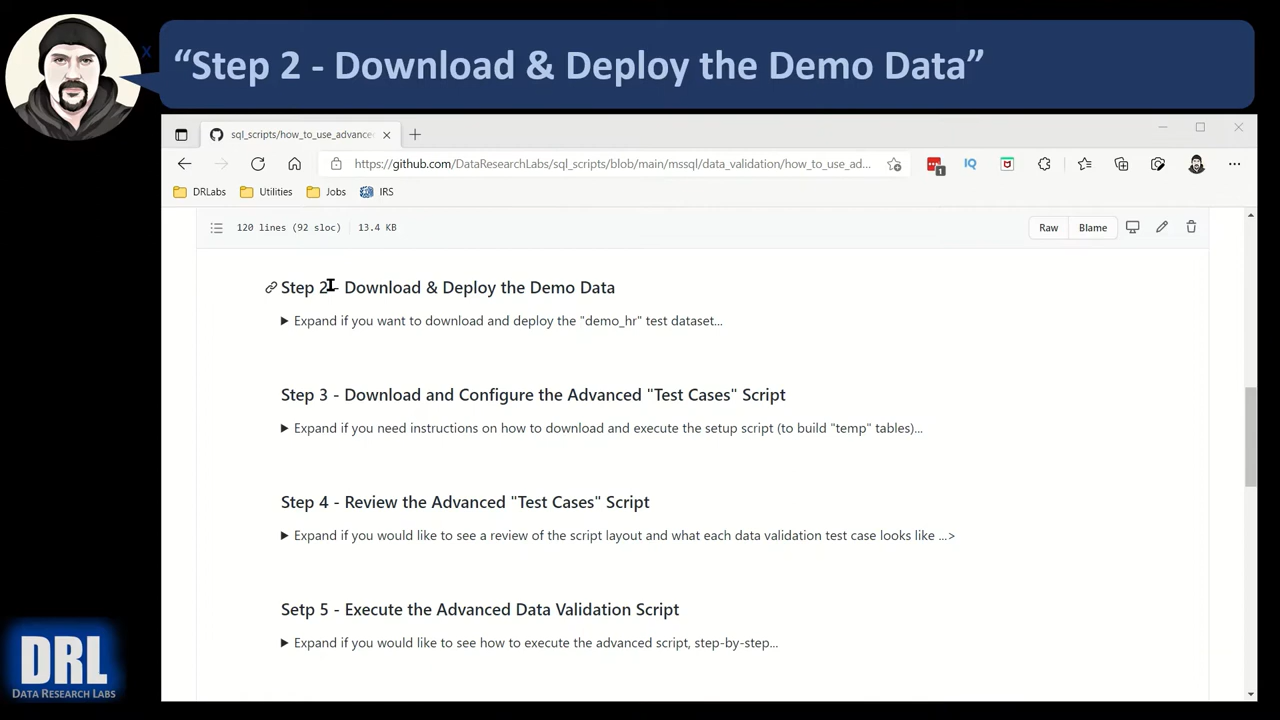 x
“Step 2 - Download & Deploy the Demo Data”
sql_scripts/how_to_use_advance
https://github.com/DataResearchLabs/sql_scripts/blob/main/mssql/data_validation/how_to_use_ad...
1
IQ
DRLabs
Utilities
Jobs
IRS
120 lines (92 sloc)
13.4 KB
Raw
Blame
Step 2 - Download & Deploy the Demo Data
Expand if you want to download and deploy the "demo_hr" test dataset...
Step 3 - Download and Configure the Advanced "Test Cases" Script
Expand if you need instructions on how to download and execute the setup script (to build "temp" tables)...
Step 4 - Review the Advanced "Test Cases" Script
Expand if you would like to see a review of the script layout and what each data validation test case looks like ...>
Setp 5 - Execute the Advanced Data Validation Script
Expand if you would like to see how to execute the advanced script, step-by-step...
DRL
DATA RESEARCH LABS